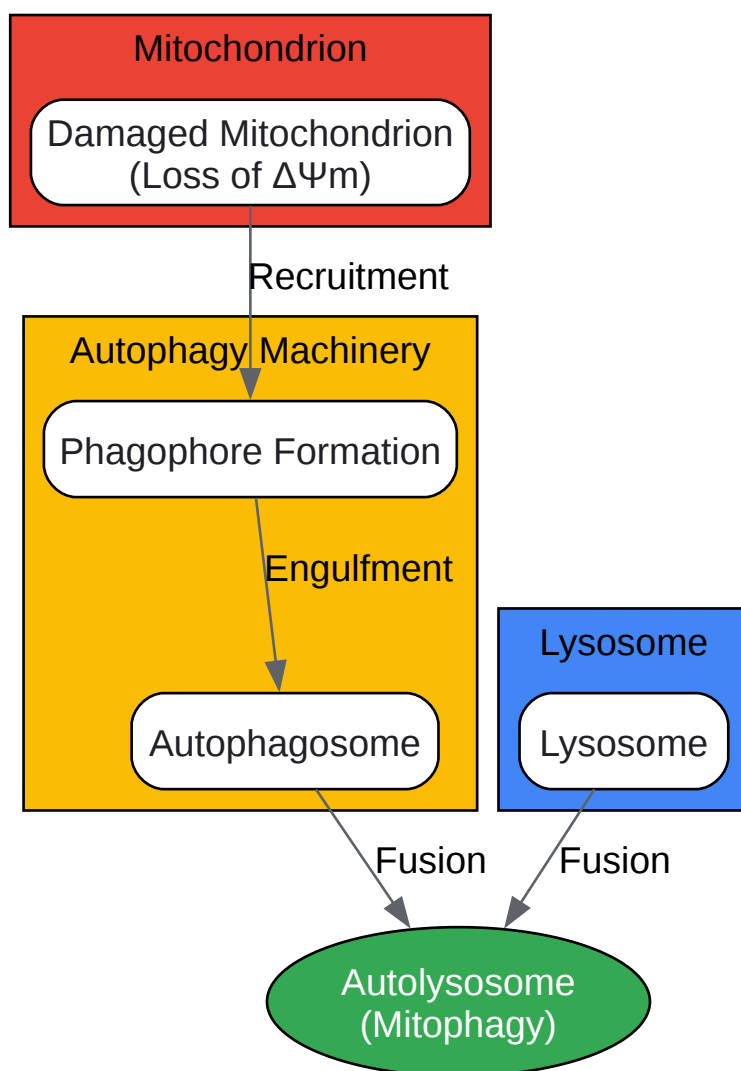 Mitochondrion
Damaged Mitochondrion
(Loss of ΔΨm)
Recruitment
Autophagy Machinery
Phagophore Formation
Engulfment
Lysosome
Autophagosome
Lysosome
Fusion
Fusion
Autolysosome
(Mitophagy)